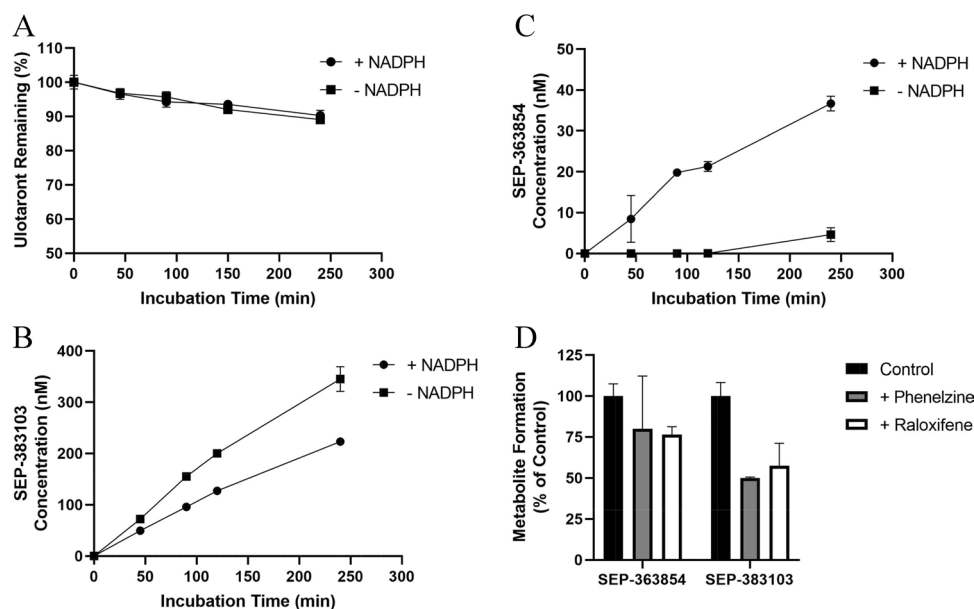 A
Ulotaront Remaining (%)
110
100
90
80
70
60
50
0
50
100
150
200
250
300
Incubation Time (min)
+ NADPH
- NADPH
C
SEP-363854
Concentration (nM)
50
40
30
20
10
0
0
50
100
150
200
250
300
Incubation Time (min)
+ NADPH
- NADPH
B
SEP-383103
Concentration (nM)
400
300
200
100
0
0
50
100
150
200
250
300
Incubation Time (min)
+ NADPH
- NADPH
D
Metabolite Formation
(% of Control)
125
100
75
50
25
0
SEP-363854
SEP-383103
Control
+ Phenelzine
+ Raloxifene